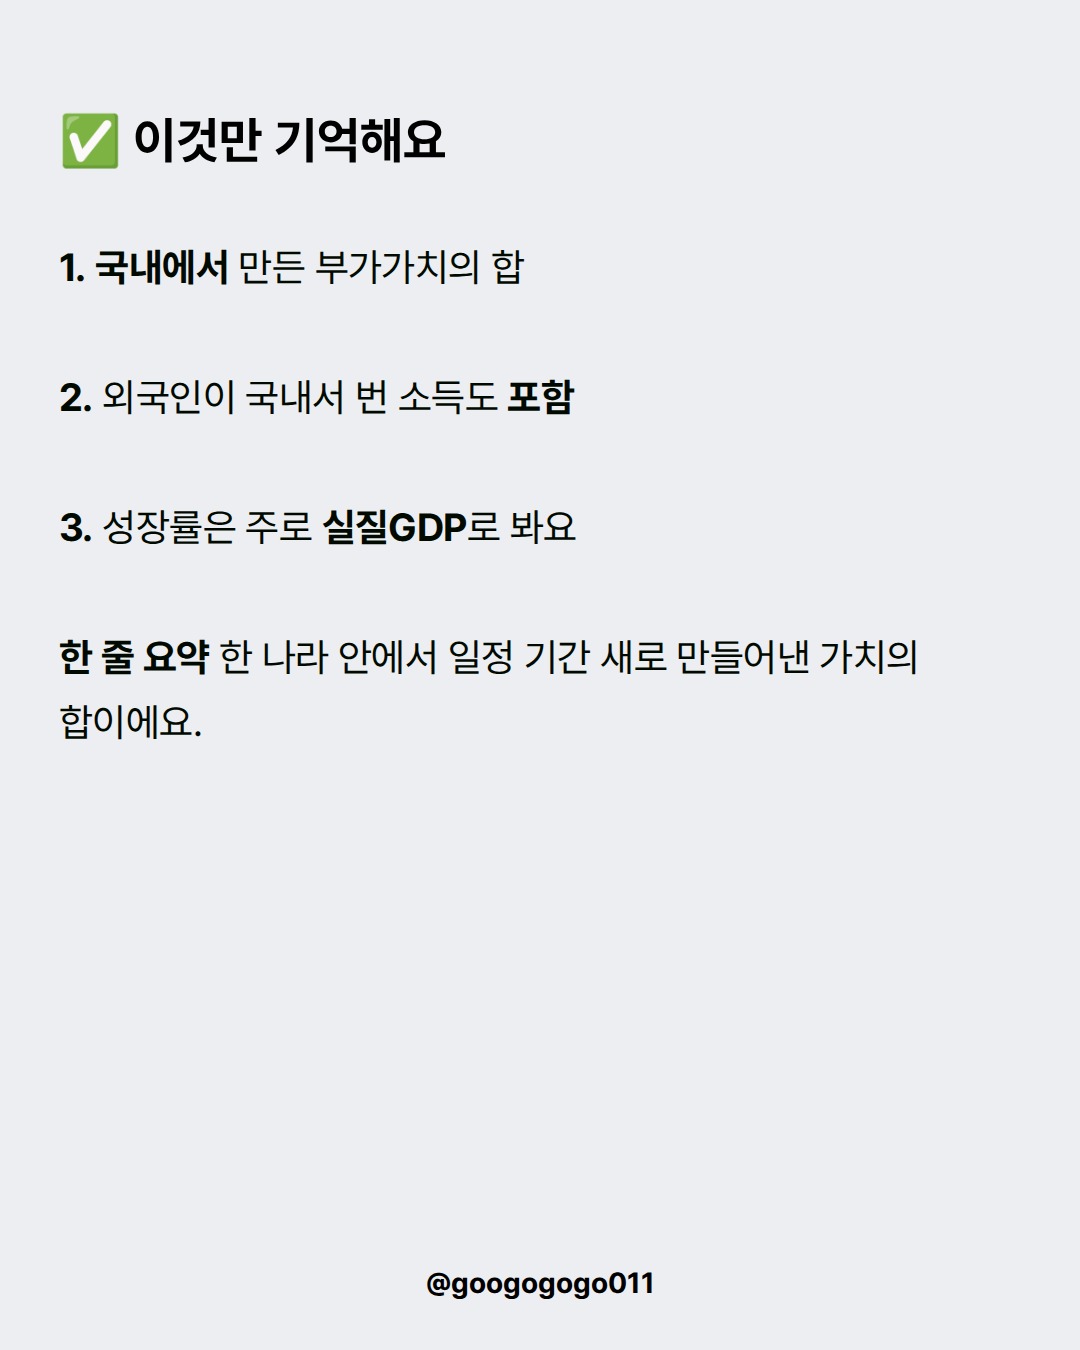 ✅ 이것만 기억해요
1. 국내에서 만든 부가가치의 합
2. 외국인이 국내서 번 소득도 포함
3. 성장률은 주로 실질GDP로 봐요
한 줄 요약 한 나라 안에서 일정 기간 새로 만들어낸 가치의
합이에요.
@googogogo011